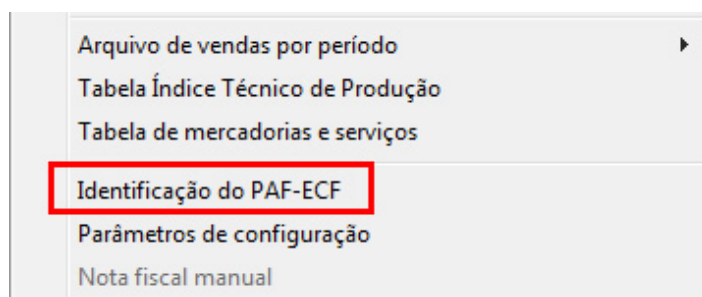 Arquivo de vendas por período
Tabela Índice Técnico de Produção
Tabela de mercadorias e serviços
Identificação do PAF-ECF
Parâmetros de configuração
Nota fiscal manual